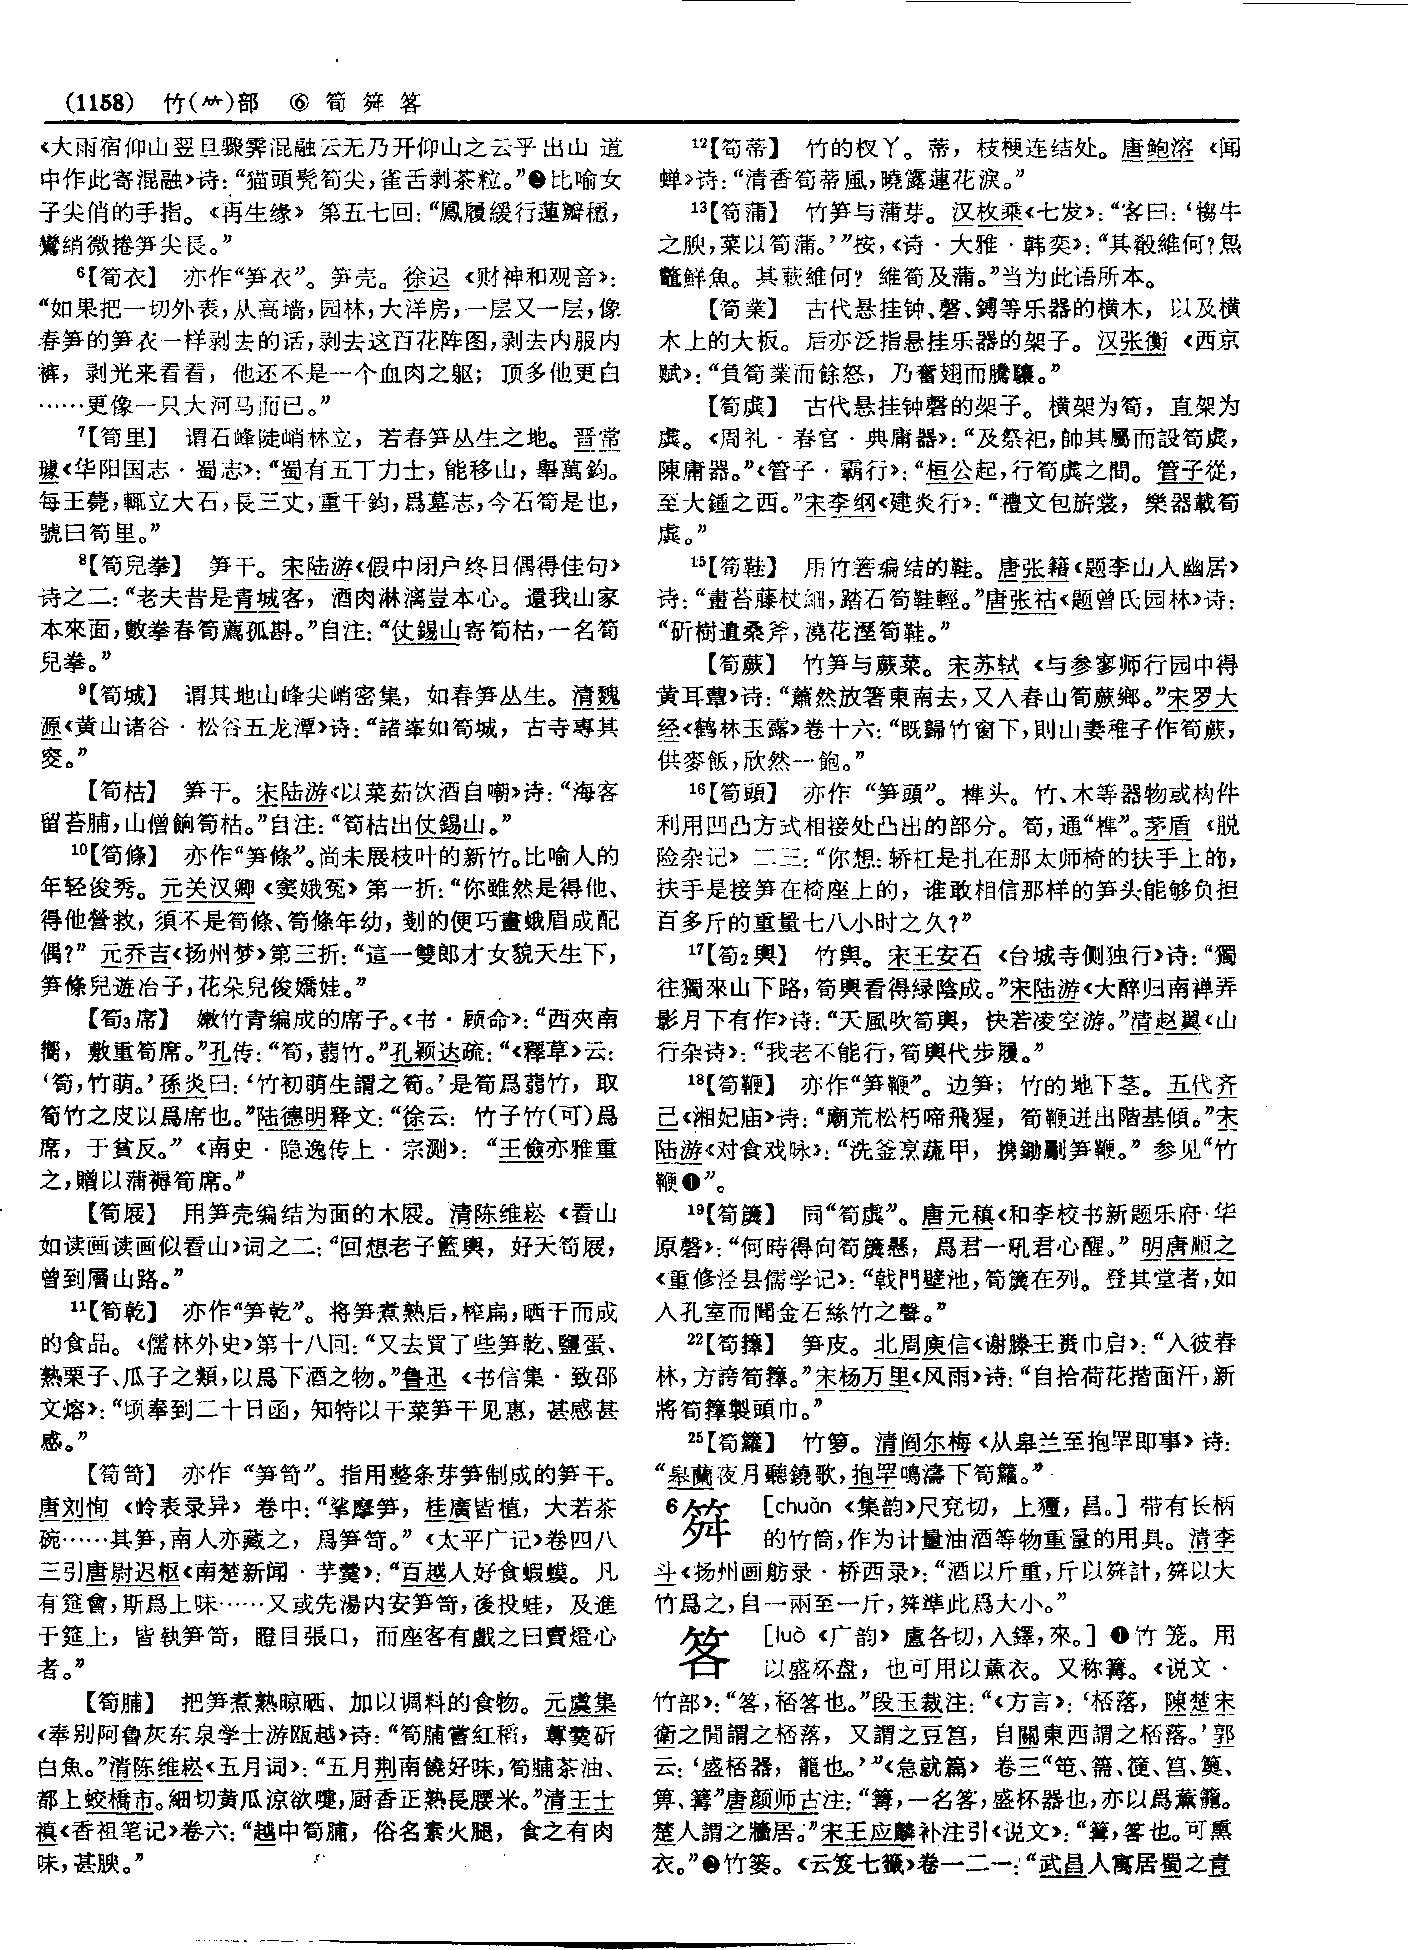 (1158) 竹(⺮)部 ⑥ 筍 䇬 笿
《大雨宿仰山翌旦骤霁混融云无乃开仰山之云乎出山 道
中作此寄混融》诗：“猫頭髡筍尖，雀舌剥茶粒。”❷比喻女
子尖俏的手指。《再生缘》 第五七回：“鳳履缓行蓮瓣穩，
鸞綃微捲笋尖長。”
⁶【筍衣】 亦作“笋衣”。笋壳。徐迟 《财神和观音》：
“如果把一切外表，从高墙，园林，大洋房，一层又一层，像
春笋的笋衣一样剥去的话，剥去这百花阵图，剥去内服内
裤，剥光来看看，他还不是一个血肉之躯；顶多他更白
……更像一只大河马而已。”
⁷【筍里】 谓石峰陡峭林立，若春笋丛生之地。晋常
璩《华阳国志·蜀志》：“蜀有五丁力士，能移山，舉萬鈞。
每王薨，輒立大石，長三丈，重千鈞，爲墓志，今石筍是也，
號曰筍里。”
⁸【筍兒拳】 笋干。宋陆游《假中闭户终日偶得佳句》
诗之二：“老夫昔是青城客，酒肉淋漓豈本心。還我山家
本來面，數拳春筍薦孤斟。”自注：“仗錫山寄筍枯，一名筍
兒拳。”
⁹【筍城】 谓其地山峰尖峭密集，如春笋丛生。清魏
源《黄山诸谷·松谷五龙潭》诗：“諸峯如筍城，古寺專其
窔。”
【筍枯】 笋干。宋陆游《以菜茹饮酒自嘲》诗：“海客
留苔脯，山僧餉筍枯。”自注：“筍枯出仗錫山。”
¹⁰【筍條】 亦作“笋條”。尚未展枝叶的新竹。比喻人的
年轻俊秀。元关汉卿《窦娥冤》第一折：“你雖然是得他、
得他營救，須不是筍條、筍條年幼，剗的便巧畫蛾眉成配
偶？” 元乔吉《扬州梦》第三折：“這一雙郎才女貌天生下，
笋條兒遊冶子，花朵兒俊嬌娃。”
【筍₃席】 嫩竹青编成的席子。《书·顾命》：“西夾南
嚮，敷重筍席。”孔传：“筍，蒻竹。”孔颖达疏：“《釋草》云：
‘筍，竹萌。’孫炎曰：‘竹初萌生謂之筍。’是筍爲蒻竹，取
筍竹之皮以爲席也。”陆德明释文：“徐云：竹子竹(可)爲
席，于貧反。” 《南史·隐逸传上·宗测》：“王儉亦雅重
之，贈以蒲褥筍席。”
【筍屐】 用笋壳编结为面的木屐。清陈维崧《看山
如读画读画似看山》词之二：“回想老子籃輿，好天筍屐，
曾到層山路。”
¹¹【筍乾】 亦作“笋乾”。将笋煮熟后，榨扁，晒干而成
的食品。《儒林外史》第十八回：“又去買了些笋乾、鹽蛋、
熟栗子、瓜子之類，以爲下酒之物。”鲁迅《书信集·致邵
文熔》：“顷奉到二十日函，知特以干菜笋干见惠，甚感甚
感。”
【筍笴】 亦作“笋笴”。指用整条芽笋制成的笋干。
唐刘恂《岭表录异》卷中：“挲摩笋，桂廣皆植，大若茶
碗……其笋，南人亦藏之，爲笋笴。”《太平广记》卷四八
三引唐尉迟枢《南楚新闻·芋羹》：“百越人好食蝦蟆。凡
有筵會，斯爲上味……又或先湯内安笋笴，後投蛙，及進
于筵上，皆執笋笴，瞪目張口，而座客有戲之曰賣燈心
者。”
【筍脯】 把笋煮熟晾晒、加以调料的食物。元虞集
《奉别阿鲁灰东泉学士游瓯越》诗：“筍脯嘗紅稻，蓴羹斫
白魚。”清陈维崧《五月词》：“五月荆南饒好味，筍脯茶油、
都上蛟橋市。細切黄瓜涼欲嚏，厨香正熟長腰米。”清王士
禛《香祖笔记》卷六：“越中筍脯，俗名素火腿，食之有肉
味，甚腴。”
¹²【筍蒂】 竹的杈丫。蒂，枝梗连结处。唐鲍溶《闻
蝉》诗：“清香筍蒂風，曉露蓮花淚。”
¹³【筍蒲】 竹笋与蒲芽。汉枚乘《七发》：“客曰：‘犓牛
之腴，菜以筍蒲。’”按，《诗·大雅·韩奕》：“其殽維何？炰
鼈鮮魚。其蔌維何？維筍及蒲。”当为此语所本。
【筍業】 古代悬挂钟、磬、鎛等乐器的横木，以及横
木上的大板。后亦泛指悬挂乐器的架子。汉张衡《西京
赋》：“負筍業而餘怒，乃奮翅而騰驤。”
【筍虡】 古代悬挂钟磬的架子。横架为筍，直架为
虡。《周礼·春官·典庸器》：“及祭祀，帥其屬而設筍虡，
陳庸器。”《管子·霸行》：“桓公起，行筍虡之間。管子從，
至大鍾之西。”宋李纲《建炎行》：“禮文包旂裳，樂器載筍
虡。”
¹⁵【筍鞋】 用竹箬编结的鞋。唐张籍《题李山人幽居》
诗：“畫苔藤杖細，踏石筍鞋輕。”唐张祜《题曾氏园林》诗：
“斫樹遺桑斧，澆花溼筍鞋。”
【筍蕨】 竹笋与蕨菜。宋苏轼《与参寥师行园中得
黄耳蕈》诗：“蕭然放箸東南去，又入春山筍蕨鄉。”宋罗大
经《鹤林玉露》卷十六：“既歸竹窗下，則山妻稚子作筍蕨，
供麥飯，欣然一飽。”
¹⁶【筍頭】 亦作“笋頭”。榫头。竹、木等器物或构件
利用凹凸方式相接处凸出的部分。筍，通“榫”。茅盾《脱
险杂记》 二三：“你想：轿杠是扎在那太师椅的扶手上的，
扶手是接笋在椅座上的，谁敢相信那样的笋头能够负担
百多斤的重量七八小时之久？”
¹⁷【筍₂輿】 竹舆。宋王安石《台城寺侧独行》诗：“獨
往獨來山下路，筍輿看得绿陰成。”宋陆游《大醉归南禅弄
影月下有作》诗：“天風吹筍輿，快若凌空游。”清赵翼《山
行杂诗》：“我老不能行，筍輿代步履。”
¹⁸【筍鞭】 亦作“笋鞭”。边笋；竹的地下茎。五代齐
己《湘妃庙》诗：“廟荒松朽啼飛猩，筍鞭迸出階基傾。”宋
陆游《对食戏咏》：“洗釜烹蔬甲，携鋤劚笋鞭。” 参见“竹
鞭❶”。
¹⁹【筍簴】 同“筍虡”。唐元稹《和李校书新题乐府·华
原磬》：“何時得向筍簴懸，爲君一吼君心醒。” 明唐顺之
《重修泾县儒学记》：“戟門壁池，筍簴在列。登其堂者，如
入孔室而聞金石絲竹之聲。”
²²【筍籜】 笋皮。北周庾信《谢滕王赉巾启》：“入彼春
林，方誇筍籜。”宋杨万里《风雨》诗：“自拾荷花揩面汗，新
將筍籜製頭巾。”
²⁵【筍籮】 竹箩。清阎尔梅《从皋兰至抱罕即事》诗：
“皋蘭夜月聽鐃歌，抱罕鳴濤下筍籮。”
6 䇬 [chuǎn《集韵》尺兖切，上獮，昌。] 带有长柄
的竹筒，作为计量油酒等物重量的用具。清李
斗《扬州画舫录·桥西录》：“酒以斤重，斤以䇬計，䇬以大
竹爲之，自一兩至一斤，䇬準此爲大小。”
笿 [luò《广韵》盧各切，入鐸，來。] ❶竹笼。用
以盛杯盘，也可用以薰衣。又称篝。《说文·
竹部》：“笿，桮笿也。”段玉裁注：“《方言》：‘桮落，陳楚宋
衛之閒謂之桮落，又謂之豆筥，自關東西謂之桮落。’郭
云：‘盛桮器，籠也。’”《急就篇》 卷三“笔、篅、䈏、筥、䉛、
箅、篝”唐颜师古注：“篝，一名笿，盛杯器也，亦以爲薰籠。
楚人謂之牆居。”宋王应麟补注引《说文》：“篝，笿也。可熏
衣。”❷竹篓。《云笈七籤》卷一二一：“武昌人寓居蜀之青